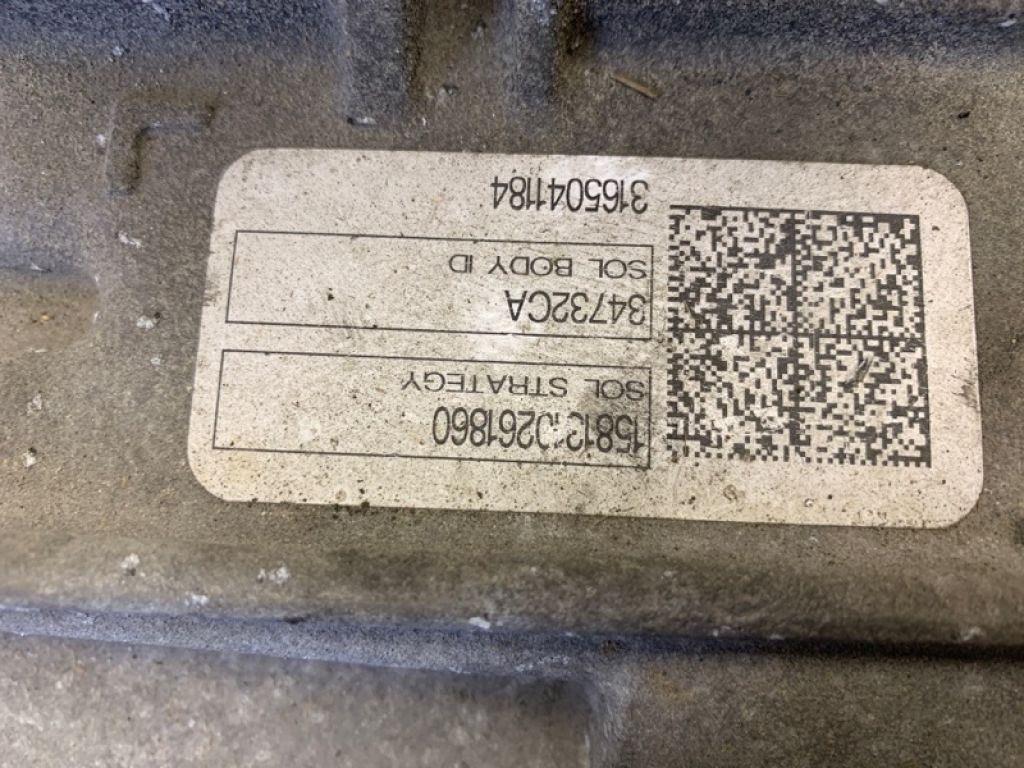 SOL STRATEGY
34732CA
SOL BODY ID
3165041184